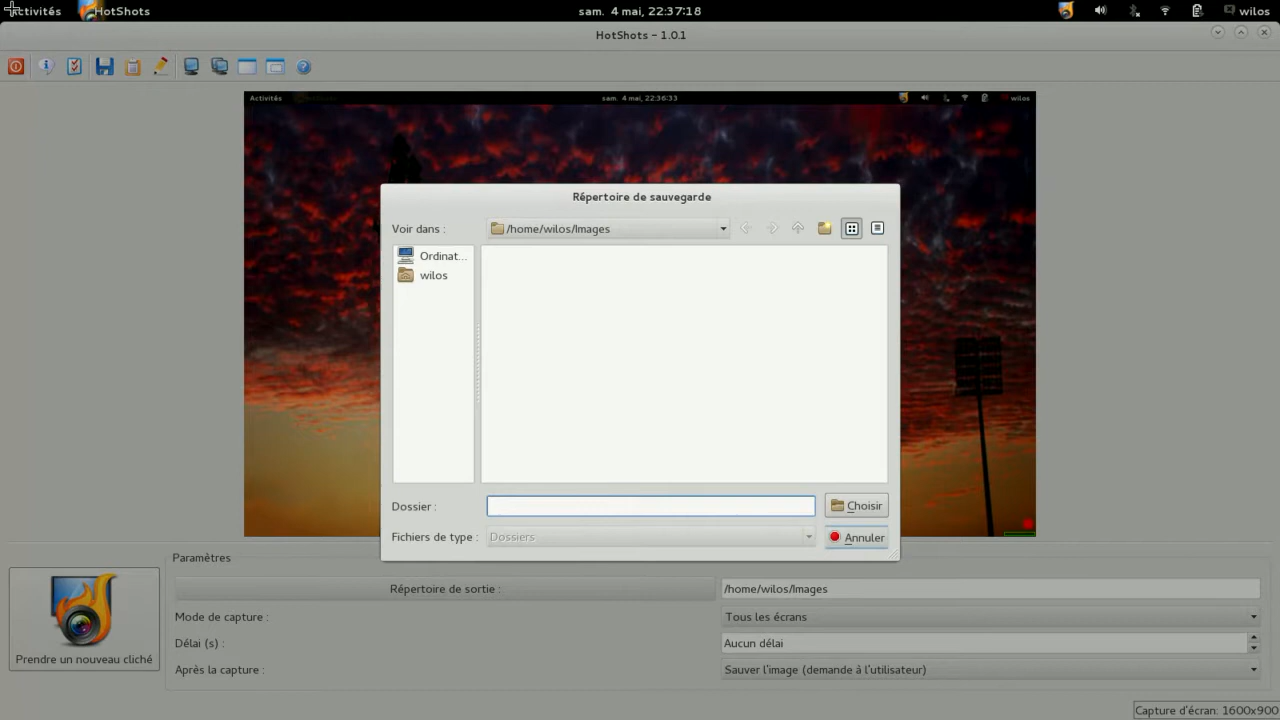 Activités HotShots sam. 4 mai, 22:37:18 wilos
HotShots - 1.0.1
Activités sam. 4 mai, 22:36:33 wilos
Répertoire de sauvegarde
Voir dans : /home/wilos/Images
Ordinat...
wilos
Dossier : Choisir
Fichiers de type : Dossiers Annuler
Paramètres
Répertoire de sortie : /home/wilos/Images
Mode de capture : Tous les écrans
Délai (s) : Aucun délai
Prendre un nouveau cliché
Après la capture : Sauver l'image (demande à l'utilisateur)
Capture d'écran: 1600x900